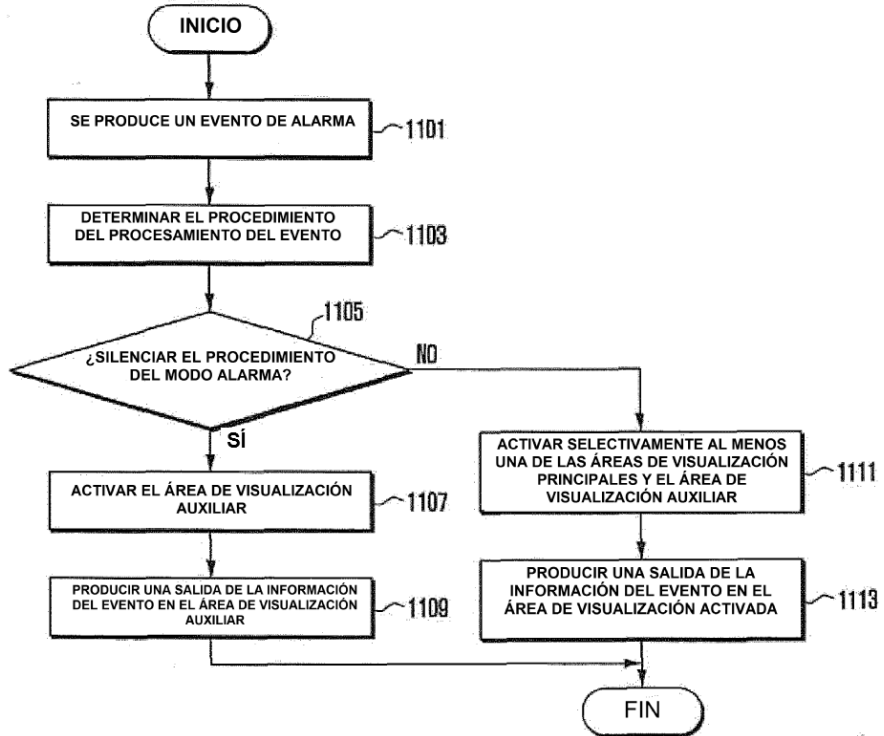 INICIO
SE PRODUCE UN EVENTO DE ALARMA
1101
DETERMINAR EL PROCEDIMIENTO
DEL PROCESAMIENTO DEL EVENTO
1103
1105
¿SILENCIAR EL PROCEDIMIENTO
DEL MODO ALARMA?
NO
SÍ
ACTIVAR EL ÁREA DE VISUALIZACIÓN
AUXILIAR
1107
PRODUCIR UNA SALIDA DE LA INFORMACIÓN
DEL EVENTO EN EL ÁREA DE VISUALIZACIÓN
AUXILIAR
1109
ACTIVAR SELECTIVAMENTE AL MENOS
UNA DE LAS ÁREAS DE VISUALIZACIÓN
PRINCIPALES Y EL ÁREA DE
VISUALIZACIÓN AUXILIAR
1111
PRODUCIR UNA SALIDA DE LA
INFORMACIÓN DEL EVENTO EN EL
ÁREA DE VISUALIZACIÓN ACTIVADA
1113
FIN